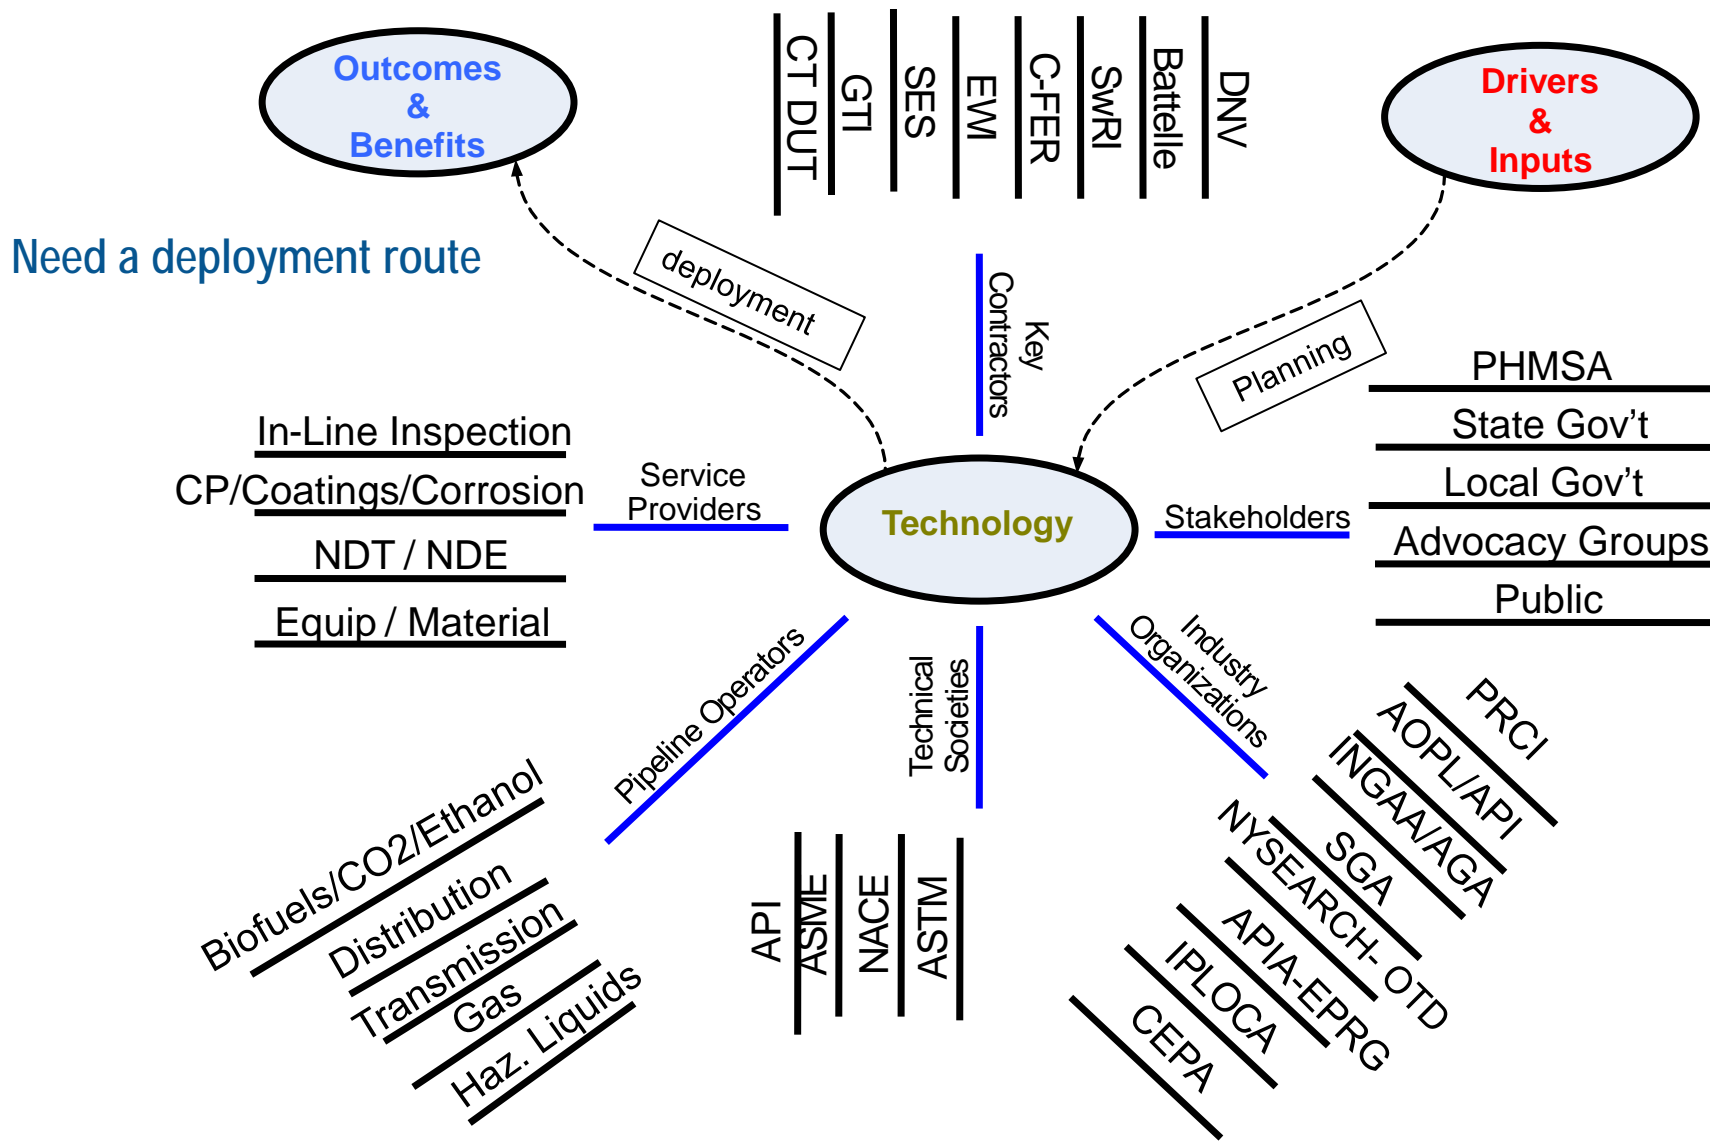 Outcomes
&
Benefits
CT DUT
GTI
SES
EWI
C-FER
SwRI
Battelle
DNV
Drivers
&
Inputs
Need a deployment route
deployment
Key
Contractors
Planning
In-Line Inspection
CP/Coatings/Corrosion
NDT / NDE
Equip / Material
Service
Providers
Technology
Stakeholders
PHMSA
State Gov't
Local Gov't
Advocacy Groups
Public
Pipeline Operators
Technical
Societies
Industry
Organizations
Biofuels/CO2/Ethanol
Distribution
Transmission
Gas
Haz. Liquids
API
ASME
NACE
ASTM
PRCI
AOPL/API
INGAA/AGA
SGA
NYSEARCH- OTD
APIA-EPRG
IPLOCA
CEPA